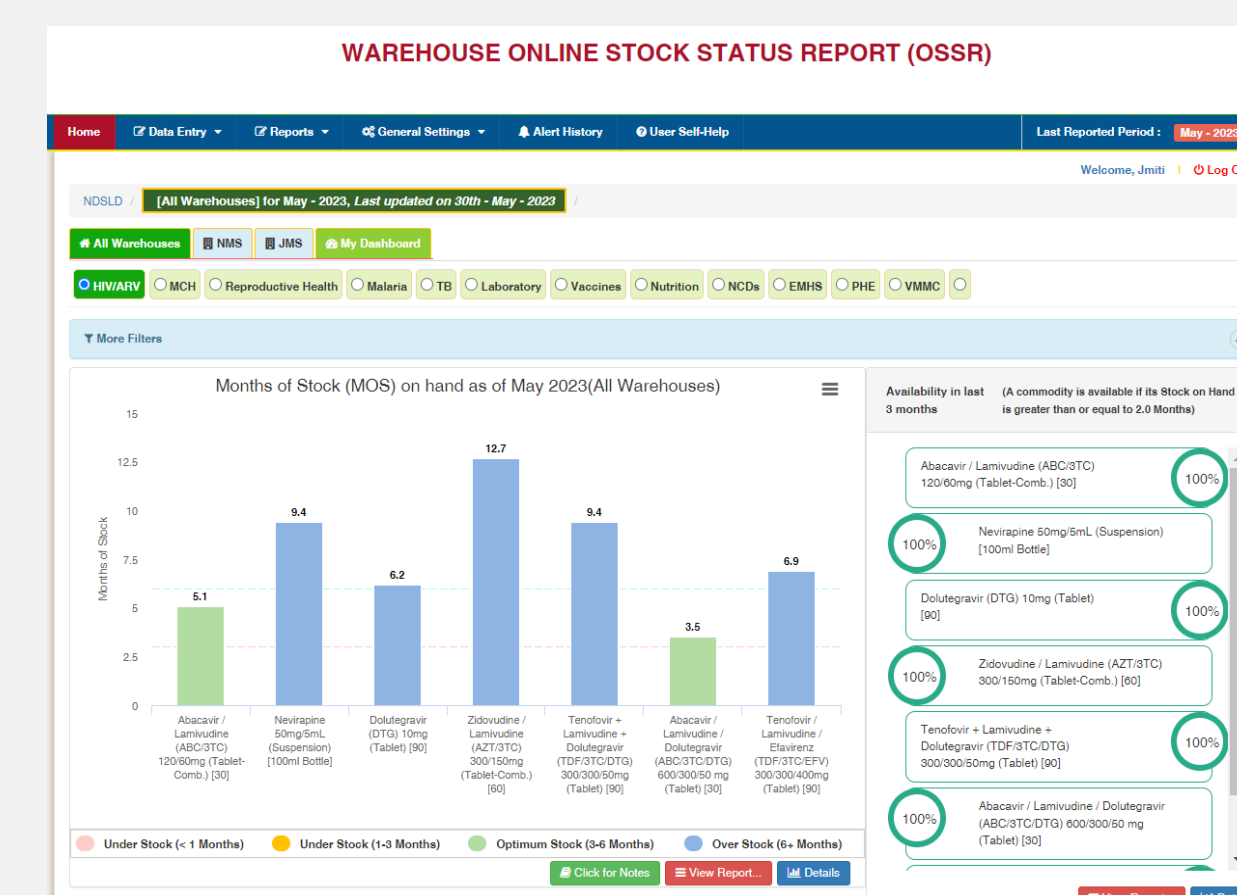 WAREHOUSE ONLINE STOCK STATUS REPORT (OSSR)
Home Data Entry Reports General Settings Alert History User Self-Help Last Reported Period : May - 2023
Welcome, Jmiti | Log
NDSLD / [All Warehouses] for May - 2023, Last updated on 30th - May - 2023 /
All Warehouses NMS JMS My Dashboard
HIV/ARV MCH Reproductive Health Malaria TB Laboratory Vaccines Nutrition NCDs EMHS PHE VMMC
More Filters
Months of Stock (MOS) on hand as of May 2023(All Warehouses)
Months of Stock
15
12.5
10
7.5
5
2.5
0
5.1
9.4
6.2
12.7
9.4
3.5
6.9
Abacavir /
Lamivudine
(ABC/3TC)
120/60mg (Tablet-
Comb.) [30]
Nevirapine
50mg/5mL
(Suspension)
[100ml Bottle]
Dolutegravir
(DTG) 10mg
(Tablet) [90]
Zidovudine /
Lamivudine
(AZT/3TC)
300/150mg
(Tablet-Comb.)
[60]
Tenofovir +
Lamivudine +
Dolutegravir
(TDF/3TC/DTG)
300/300/50mg
(Tablet) [90]
Abacavir /
Lamivudine /
Dolutegravir
(ABC/3TC/DTG)
600/300/50 mg
(Tablet) [30]
Tenofovir /
Lamivudine /
Efavirenz
(TDF/3TC/EFV)
300/300/400mg
(Tablet) [90]
Under Stock (< 1 Months) Under Stock (1-3 Months) Optimum Stock (3-6 Months) Over Stock (6+ Months)
Click for Notes View Report... Details
Availability in last
3 months
(A commodity is available if its Stock on Hand
is greater than or equal to 2.0 Months)
Abacavir / Lamivudine (ABC/3TC)
120/60mg (Tablet-Comb.) [30]
100%
Nevirapine 50mg/5mL (Suspension)
[100ml Bottle]
100%
Dolutegravir (DTG) 10mg (Tablet)
[90]
100%
Zidovudine / Lamivudine (AZT/3TC)
300/150mg (Tablet-Comb.) [60]
100%
Tenofovir + Lamivudine +
Dolutegravir (TDF/3TC/DTG)
300/300/50mg (Tablet) [90]
100%
Abacavir / Lamivudine / Dolutegravir
(ABC/3TC/DTG) 600/300/50 mg
(Tablet) [30]
100%